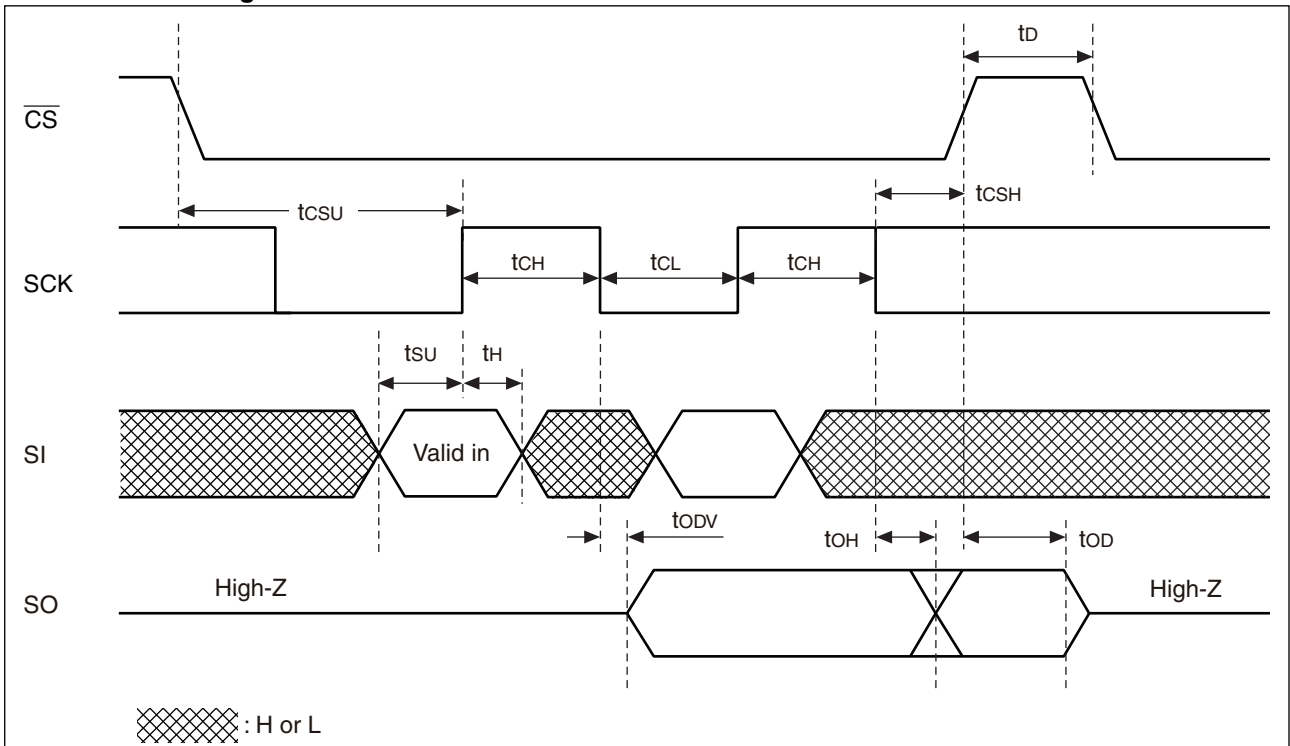 tD
CS
tCSU
tCSH
SCK
tCH
tCL
tCH
tSU
tH
SI
Valid in
tODV
tOH
tOD
SO
High-Z
High-Z
: H or L